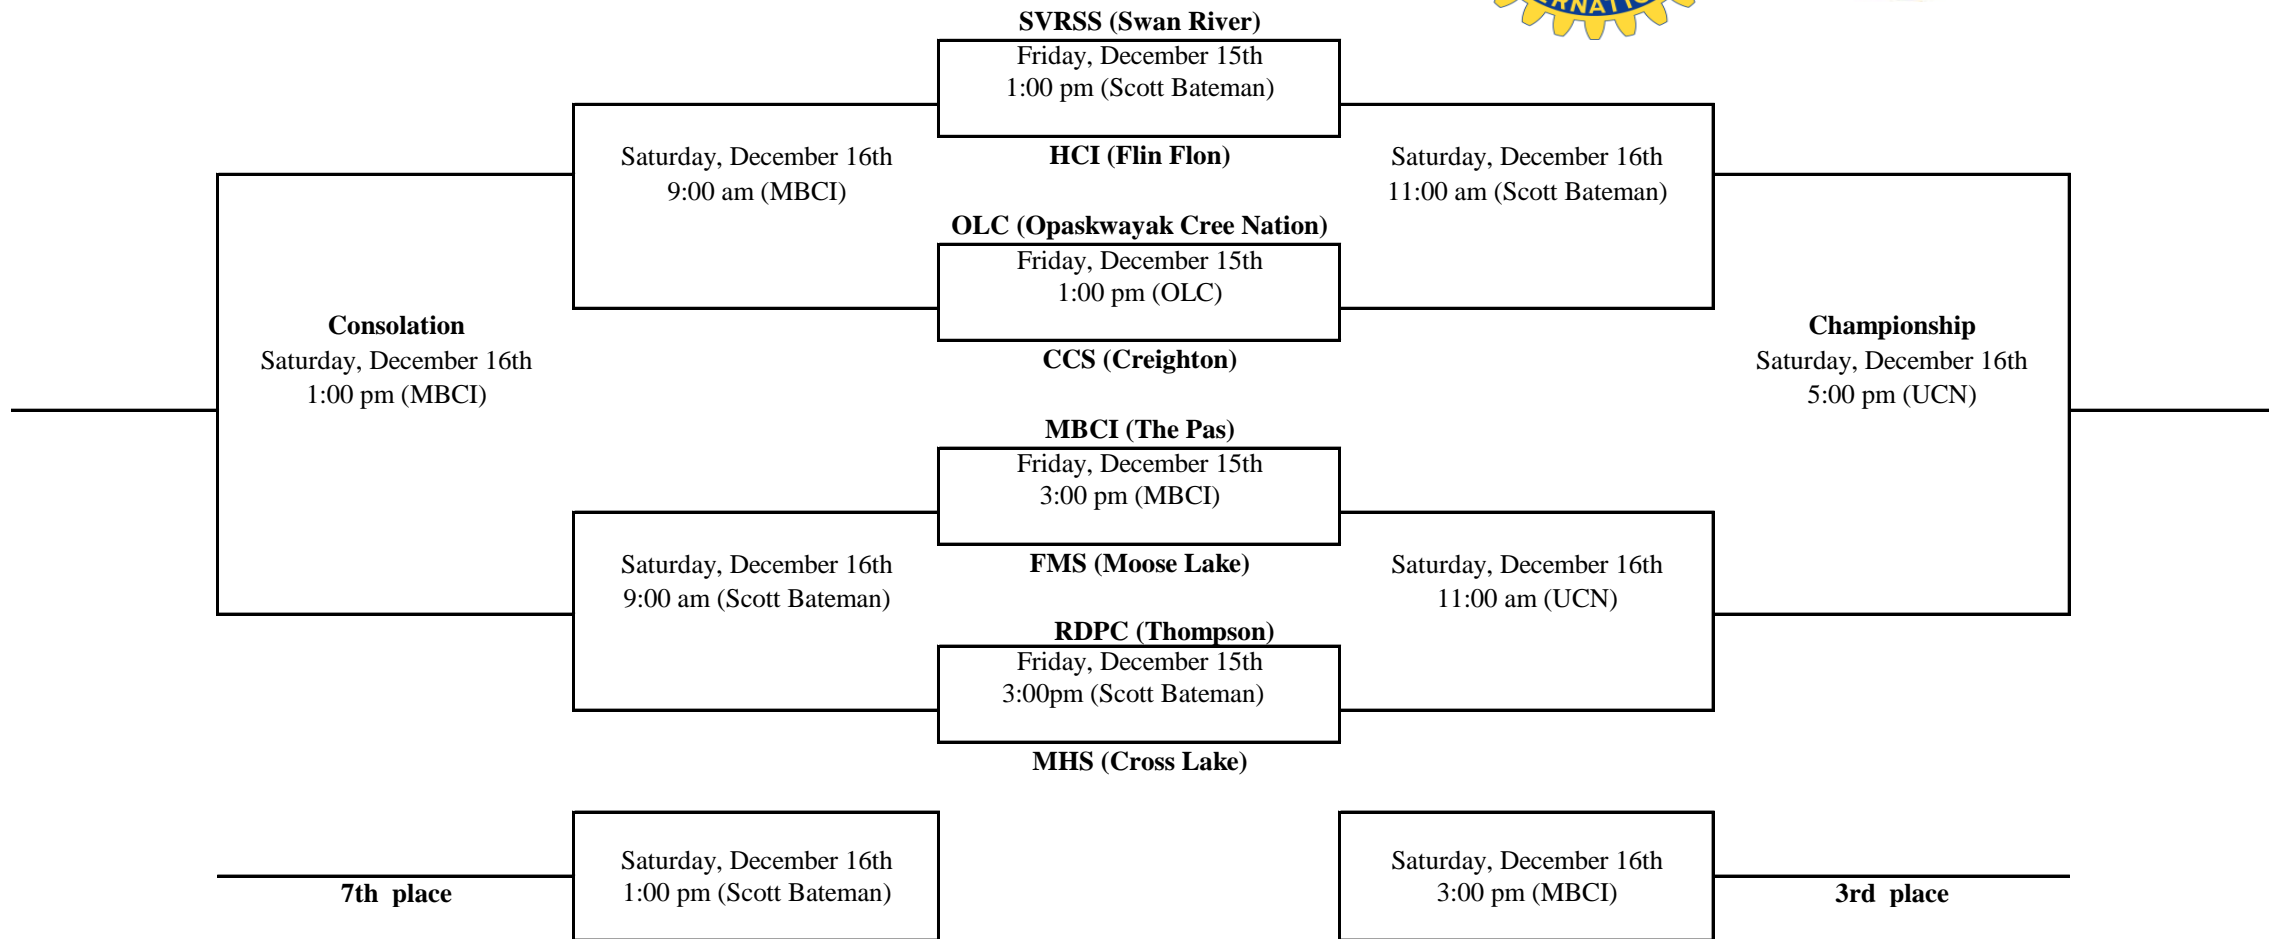 SVRSS (Swan River)
Friday, December 15th
1:00 pm (Scott Bateman)
HCI (Flin Flon)
Saturday, December 16th
9:00 am (MBCI)
Saturday, December 16th
11:00 am (Scott Bateman)
OLC (Opaskwayak Cree Nation)
Friday, December 15th
1:00 pm (OLC)
CCS (Creighton)
Consolation
Saturday, December 16th
1:00 pm (MBCI)
Championship
Saturday, December 16th
5:00 pm (UCN)
MBCI (The Pas)
Friday, December 15th
3:00 pm (MBCI)
FMS (Moose Lake)
Saturday, December 16th
9:00 am (Scott Bateman)
Saturday, December 16th
11:00 am (UCN)
RDPC (Thompson)
Friday, December 15th
3:00pm (Scott Bateman)
MHS (Cross Lake)
7th place
Saturday, December 16th
1:00 pm (Scott Bateman)
Saturday, December 16th
3:00 pm (MBCI)
3rd place